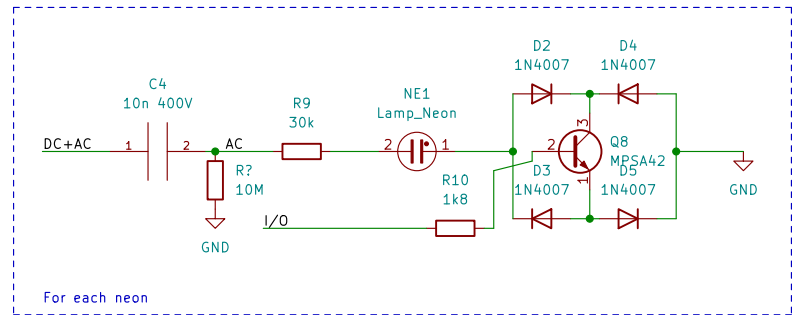 D2
1N4007
D4
1N4007
C4
10n 400V
R9
30k
NE1
Lamp_Neon
DC+AC
1
2
AC
2
1
3
2
1
Q8
MPSA42
R?
10M
GND
R10
1k8
D3
1N4007
D5
1N4007
GND
I/O
For each neon